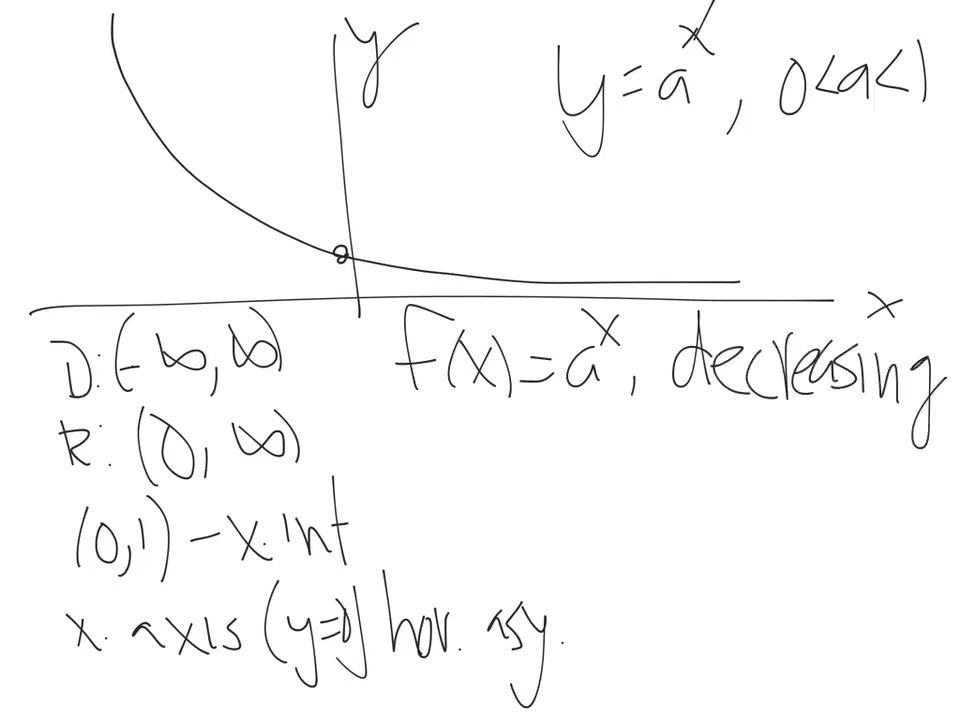 y
y = a^x, 0<a<1
x
D: (-∞, ∞)
f(x) = a^x, decreasing
R: (0, ∞)
(0,1) - x. int
x. axis (y=0) hor. asy.